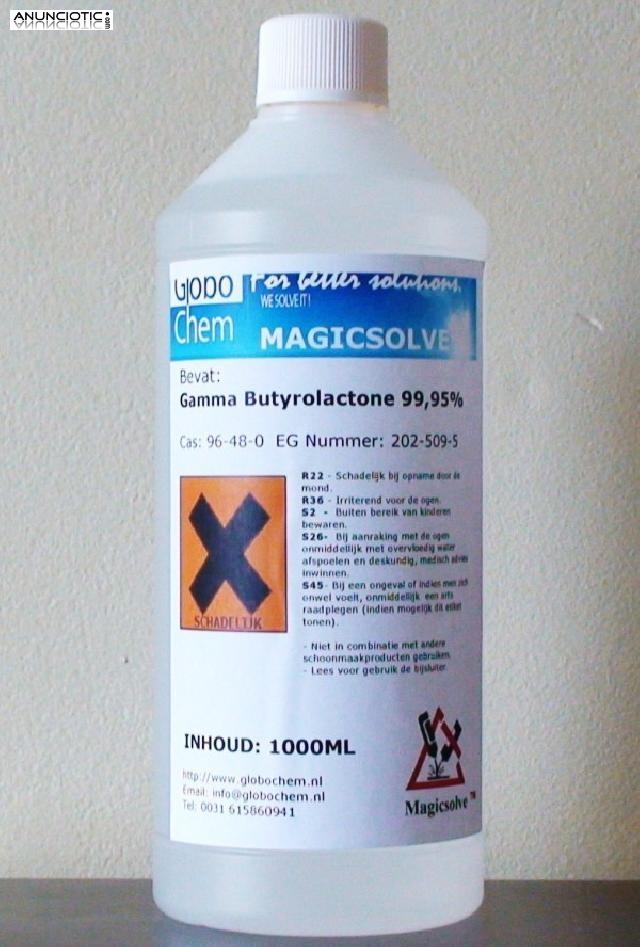 ANUNCIOTIC.com
Globo
For better solutions.
WE SOLVE IT!
Chem
MAGICSOLVE
Bevat:
Gamma Butyrolactone 99,95%
Cas: 96-48-0 EG Nummer: 202-509-5
R22 - Schadelijk bij opname door de
mond.
R36 - Irriterend voor de ogen.
S2 - Buiten bereik van kinderen
bewaren.
S26- Bij aanraking met de ogen
onmiddellijk met overvloedig water
afspoelen en deskundig, medisch advies
inwinnen.
S45- Bij een ongeval of indien men zich
onwel voelt, onmiddellijk een arts
raadplegen (indien mogelijk dit etiket
tonen).
SCHADELIJK
- Niet in combinatie met andere
schoonmaakproducten gebruiken.
- Lees voor gebruik de bijsluiter.
INHOUD: 1000ML
http://www.globochem.nl
Email: info@globochem.nl
Tel: 0031 615860941
Magicsolve™